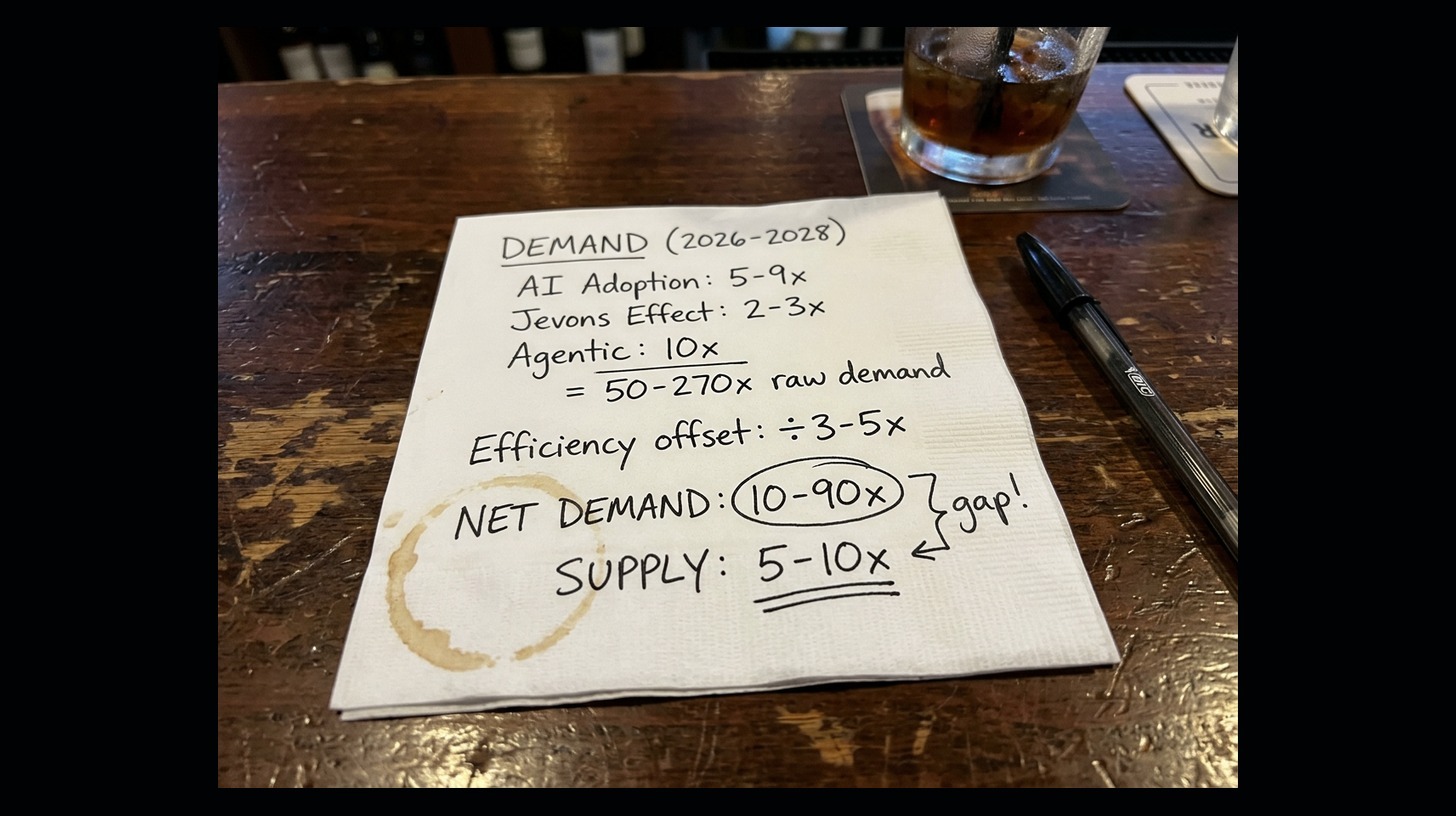 DEMAND (2026-2028)
AI Adoption: 5-9x
Jevons Effect: 2-3x
Agentic: 10x
= 50-270x raw demand
Efficiency offset: ÷3-5x
NET DEMAND: 10-90x } gap!
SUPPLY: 5-10x
BIC